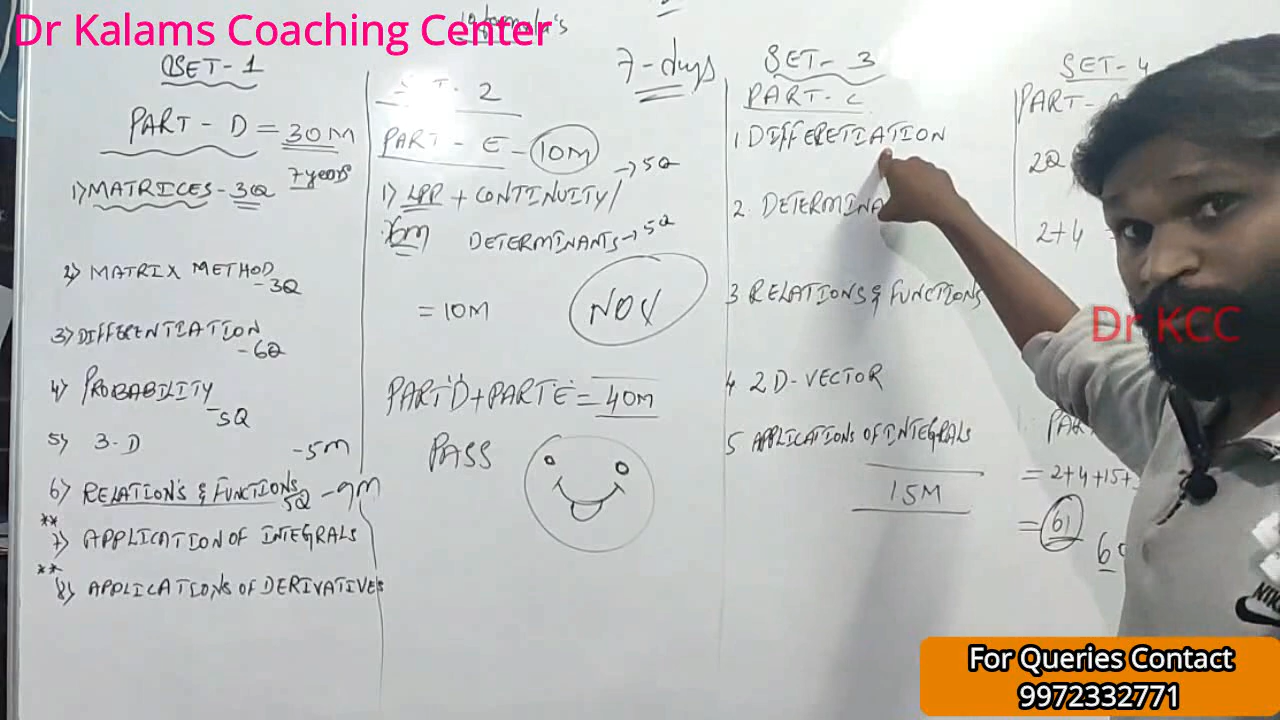 Dr Kalams Coaching Center
7-days
SET-1
PART - D = 30M
7 years
1) MATRICES - 3Q
2) MATRIX METHOD
- 3Q
3) DIFFERENTIATION
- 6Q
4) PROBABILITY
- 5Q
5) 3-D
- 5M
6) RELATIONS & FUNCTIONS
5Q - 9M
**
7) APPLICATION OF INTEGRALS
**
8) APPLICATIONS OF DERIVATIVES
2
PART - E - 10M
1) LPP + CONTINUITY / → 5Q
6M DETERMINANTS → 5Q
= 10M
PART D + PART E = 40M
PASS
SET - 3
PART - C
1 DIFFERETIATION
2. DETERMINA
3 RELATIONS & FUNCTIONS
4 2 D-VECTOR
5 APPLICATIONS OF INTEGRALS
15M
SET-4
PART-
2Q
2+4
= 2+4+15+
= 61
Dr KCC
For Queries Contact
9972332771